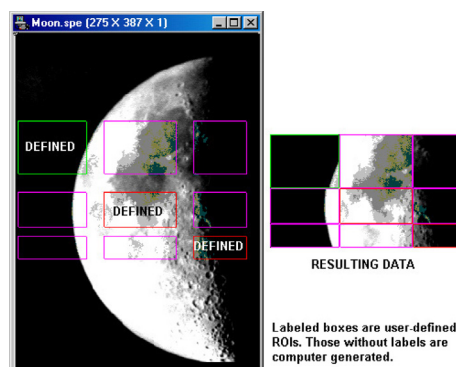 Moon.spe (275 X 387 X 1)
DEFINED
DEFINED
DEFINED
RESULTING DATA
Labeled boxes are user-defined
ROIs. Those without labels are
computer generated.